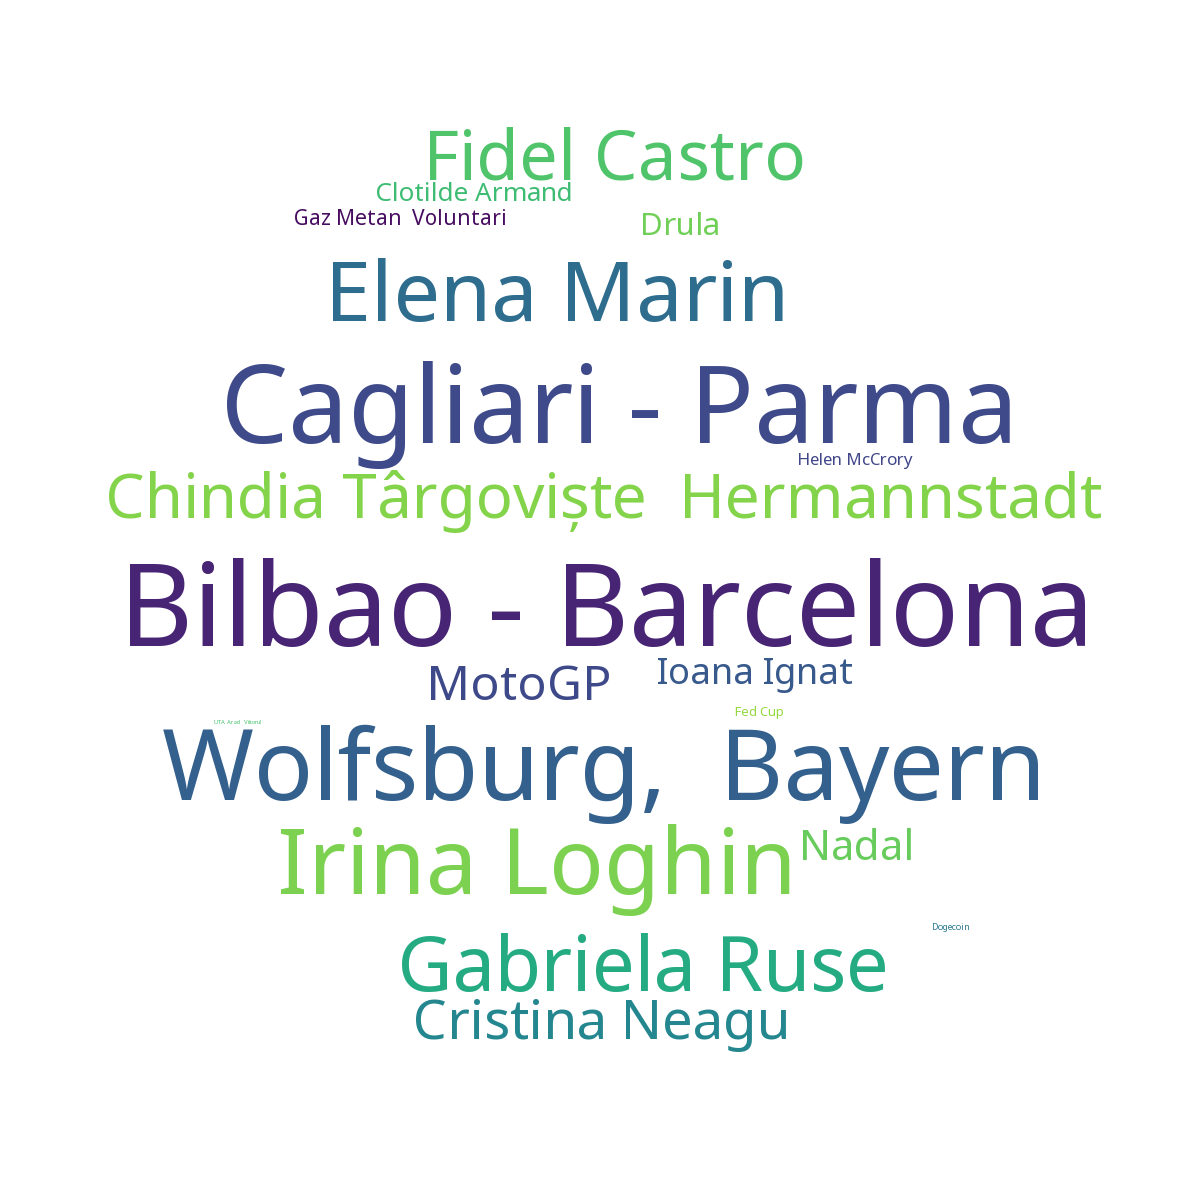 Fidel Castro
Clotilde Armand
Gaz Metan  Voluntari
Drula
Elena Marin
Cagliari - Parma
Helen McCrory
Chindia Târgoviște  Hermannstadt
Bilbao - Barcelona
MotoGP
Ioana Ignat
Fed Cup
UTA Arad  Viitorul
Wolfsburg,  Bayern
Irina Loghin
Nadal
Dogecoin
Gabriela Ruse
Cristina Neagu